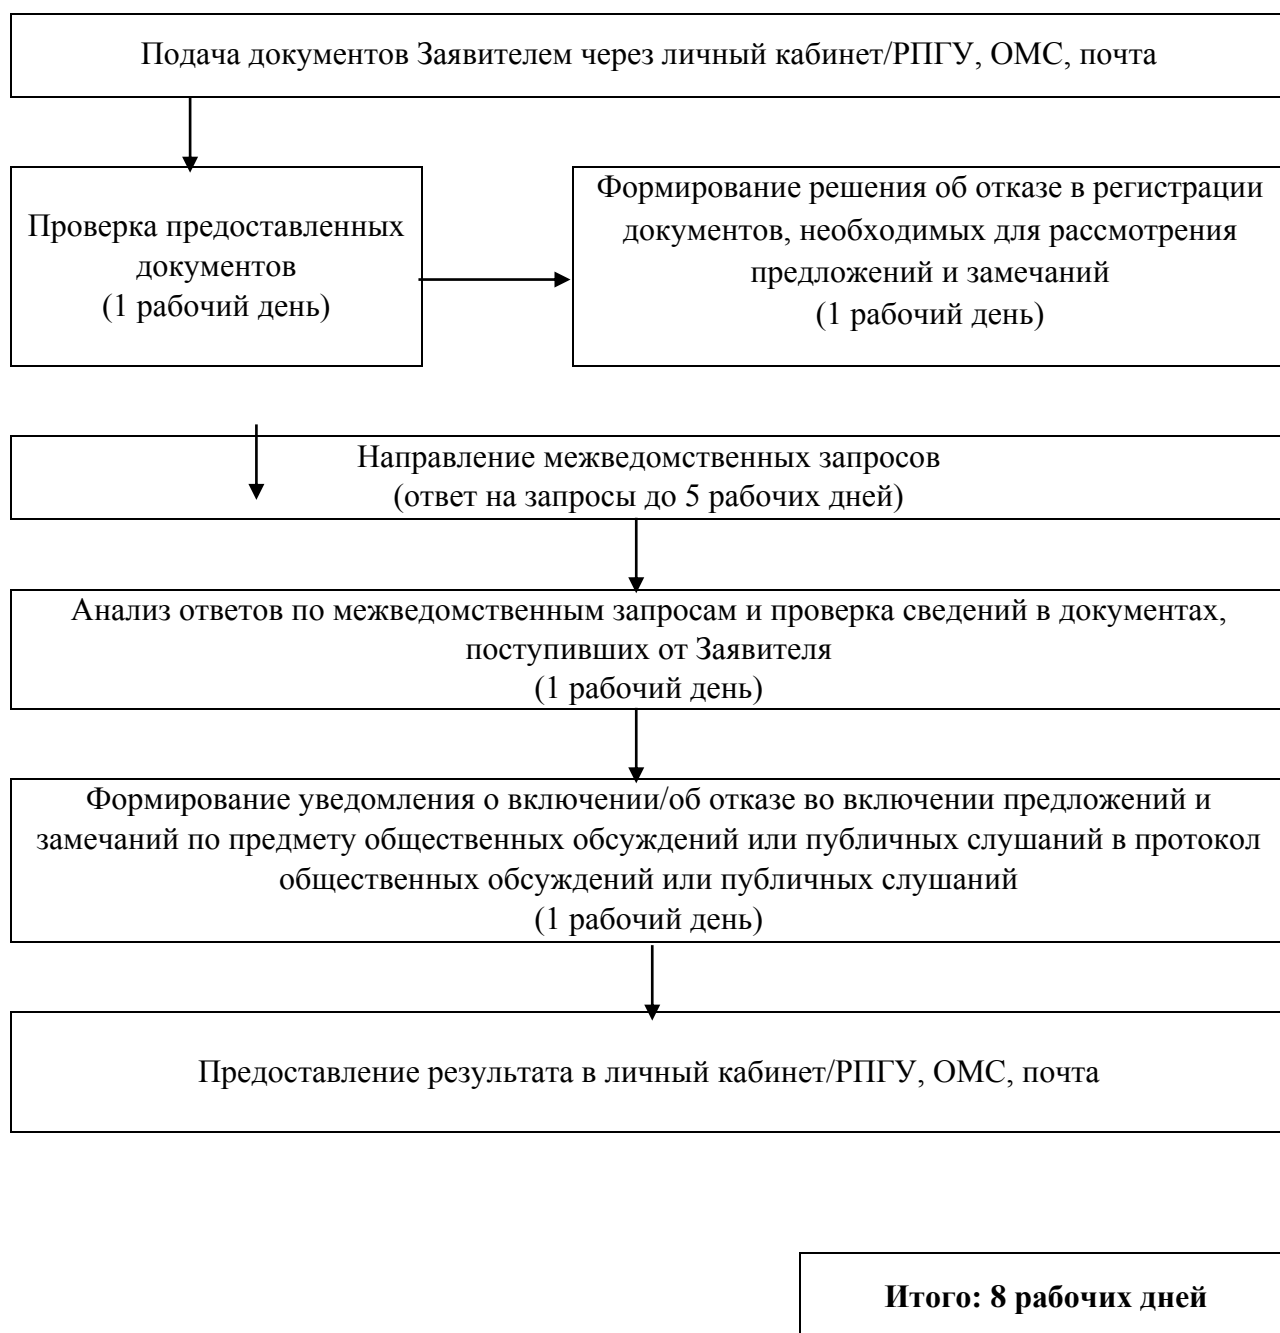 Подача документов Заявителем через личный кабинет/РПГУ, ОМС, почта
Проверка предоставленных
документов
(1 рабочий день)
Формирование решения об отказе в регистрации
документов, необходимых для рассмотрения
предложений и замечаний
(1 рабочий день)
Направление межведомственных запросов
(ответ на запросы до 5 рабочих дней)
Анализ ответов по межведомственным запросам и проверка сведений в документах,
поступивших от Заявителя
(1 рабочий день)
Формирование уведомления о включении/об отказе во включении предложений и
замечаний по предмету общественных обсуждений или публичных слушаний в протокол
общественных обсуждений или публичных слушаний
(1 рабочий день)
Предоставление результата в личный кабинет/РПГУ, ОМС, почта
Итого: 8 рабочих дней